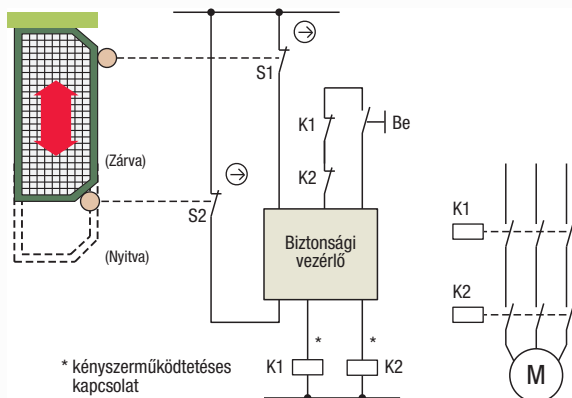 S1
K1
Be
(Zárva)
K2
S2
K1
Biztonsági
vezérlő
(Nyitva)
K2
* *
* kényszerműködtetéses
kapcsolat
K1
K2
M